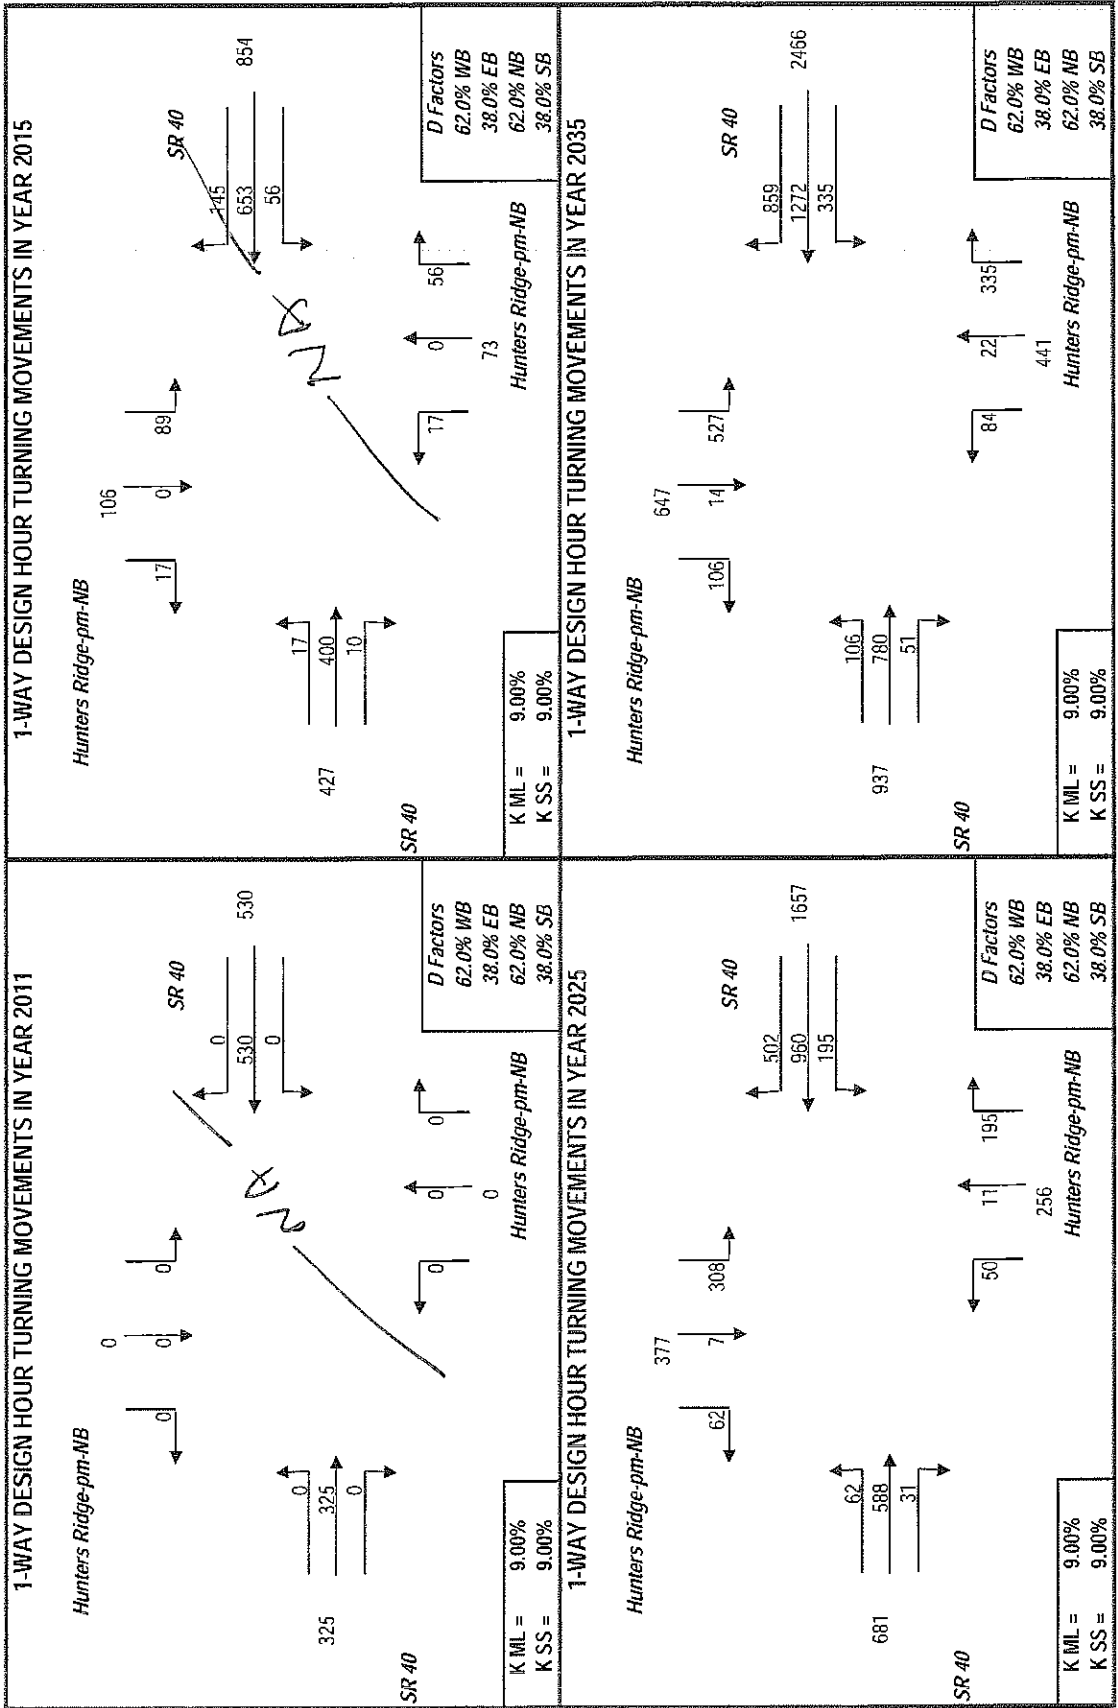 1-WAY DESIGN HOUR TURNING MOVEMENTS IN YEAR 2011
Hunters Ridge-pm-NB
0
0
0
0
SR 40
0
530
0
530
325
0
325
0
SR 40
0
0
0
0
Hunters Ridge-pm-NB
K ML = 9.00%
K SS = 9.00%
D Factors
62.0% WB
38.0% EB
62.0% NB
38.0% SB
1-WAY DESIGN HOUR TURNING MOVEMENTS IN YEAR 2015
Hunters Ridge-pm-NB
106
17
0
89
SR 40
145
653
56
854
427
17
400
10
SR 40
17
0
56
73
Hunters Ridge-pm-NB
K ML = 9.00%
K SS = 9.00%
D Factors
62.0% WB
38.0% EB
62.0% NB
38.0% SB
1-WAY DESIGN HOUR TURNING MOVEMENTS IN YEAR 2025
Hunters Ridge-pm-NB
377
62
7
308
SR 40
502
960
195
1657
681
62
588
31
SR 40
50
11
195
256
Hunters Ridge-pm-NB
K ML = 9.00%
K SS = 9.00%
D Factors
62.0% WB
38.0% EB
62.0% NB
38.0% SB
1-WAY DESIGN HOUR TURNING MOVEMENTS IN YEAR 2035
Hunters Ridge-pm-NB
647
106
14
527
SR 40
859
1272
335
2466
937
106
780
51
SR 40
84
22
335
441
Hunters Ridge-pm-NB
K ML = 9.00%
K SS = 9.00%
D Factors
62.0% WB
38.0% EB
62.0% NB
38.0% SB